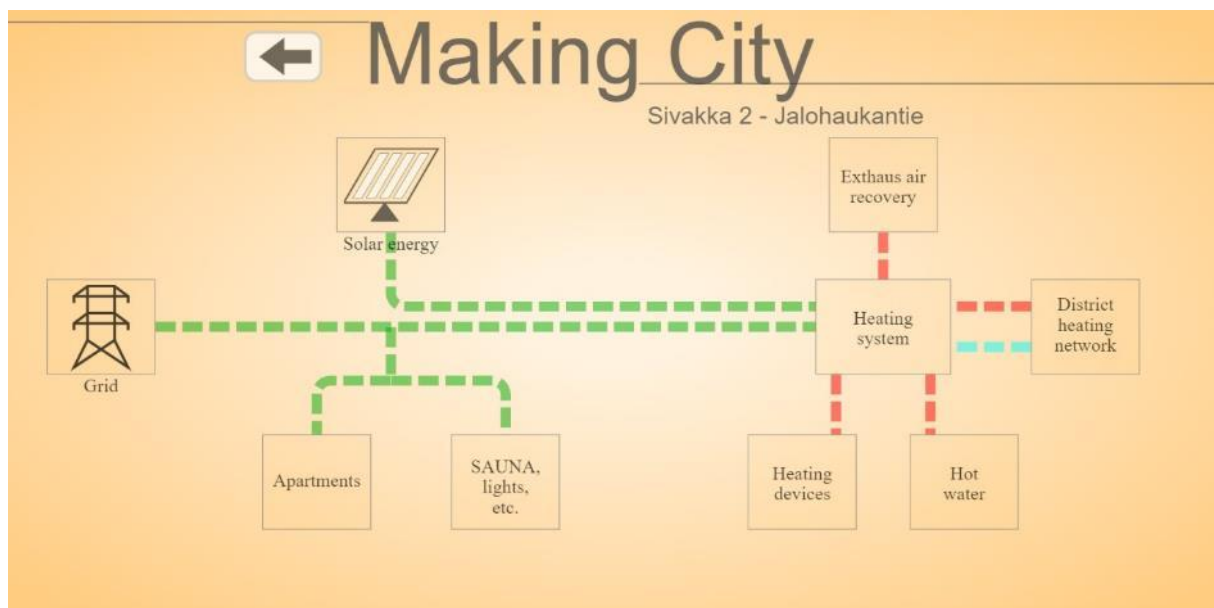 Making City
Sivakka 2 - Jalohaukantie
Solar energy
Exthaus air
recovery
Grid
Heating
system
District
heating
network
Apartments
SAUNA,
lights,
etc.
Heating
devices
Hot
water